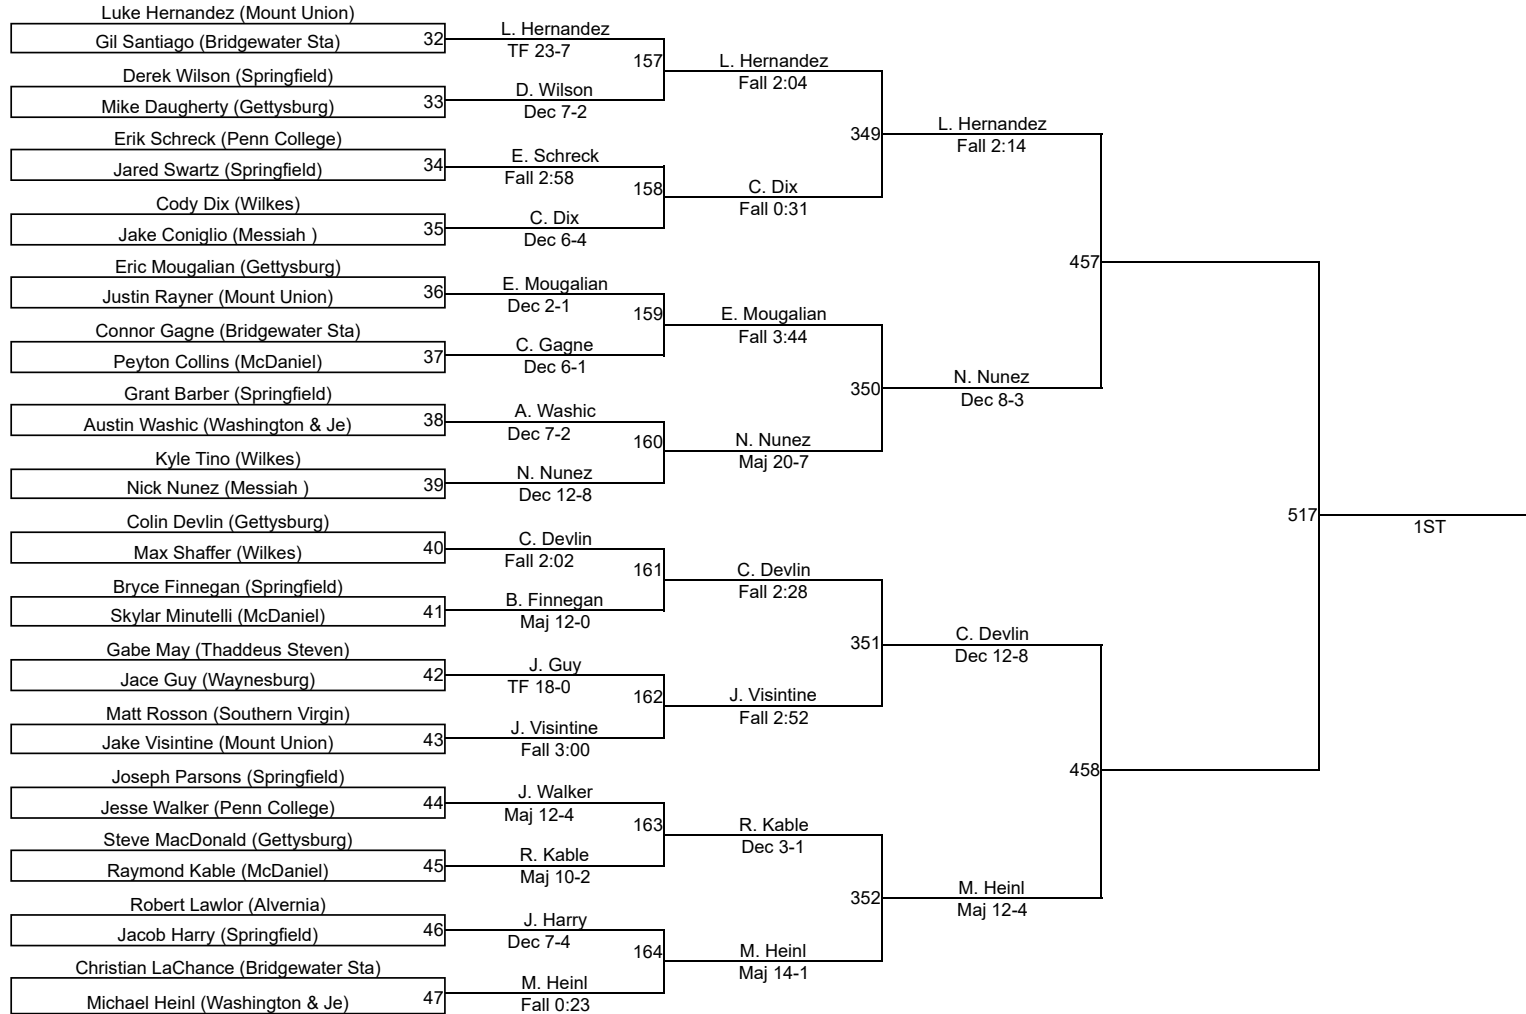 Luke Hernandez (Mount Union)
Gil Santiago (Bridgewater Sta)
32
L. Hernandez
TF 23-7
157
L. Hernandez
Fall 2:04
Derek Wilson (Springfield)
Mike Daugherty (Gettysburg)
33
D. Wilson
Dec 7-2
349
L. Hernandez
Fall 2:14
Erik Schreck (Penn College)
Jared Swartz (Springfield)
34
E. Schreck
Fall 2:58
158
C. Dix
Fall 0:31
Cody Dix (Wilkes)
Jake Coniglio (Messiah )
35
C. Dix
Dec 6-4
457
Eric Mougalian (Gettysburg)
Justin Rayner (Mount Union)
36
E. Mougalian
Dec 2-1
159
E. Mougalian
Fall 3:44
Connor Gagne (Bridgewater Sta)
Peyton Collins (McDaniel)
37
C. Gagne
Dec 6-1
350
N. Nunez
Dec 8-3
Grant Barber (Springfield)
Austin Washic (Washington & Je)
38
A. Washic
Dec 7-2
160
N. Nunez
Maj 20-7
Kyle Tino (Wilkes)
Nick Nunez (Messiah )
39
N. Nunez
Dec 12-8
517
1ST
Colin Devlin (Gettysburg)
Max Shaffer (Wilkes)
40
C. Devlin
Fall 2:02
161
C. Devlin
Fall 2:28
Bryce Finnegan (Springfield)
Skylar Minutelli (McDaniel)
41
B. Finnegan
Maj 12-0
351
C. Devlin
Dec 12-8
Gabe May (Thaddeus Steven)
Jace Guy (Waynesburg)
42
J. Guy
TF 18-0
162
J. Visintine
Fall 2:52
Matt Rosson (Southern Virgin)
Jake Visintine (Mount Union)
43
J. Visintine
Fall 3:00
458
Joseph Parsons (Springfield)
Jesse Walker (Penn College)
44
J. Walker
Maj 12-4
163
R. Kable
Dec 3-1
Steve MacDonald (Gettysburg)
Raymond Kable (McDaniel)
45
R. Kable
Maj 10-2
352
M. Heinl
Maj 12-4
Robert Lawlor (Alvernia)
Jacob Harry (Springfield)
46
J. Harry
Dec 7-4
164
M. Heinl
Maj 14-1
Christian LaChance (Bridgewater Sta)
Michael Heinl (Washington & Je)
47
M. Heinl
Fall 0:23